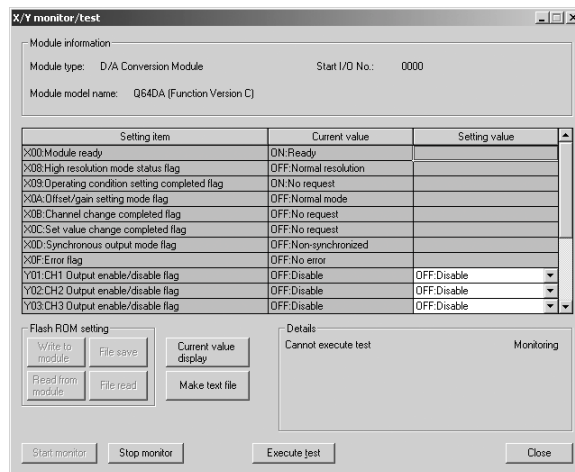 X/Y monitor/test
Module information
Module type: D/A Conversion Module Start I/O No.: 0000
Module model name: Q64DA (Function Version C)
Setting item Current value Setting value
X00:Module ready ON:Ready
X08:High resolution mode status flag OFF:Normal resolution
X09:Operating condition setting completed flag ON:No request
X0A:Offset/gain setting mode flag OFF:Normal mode
X0B:Channel change completed flag OFF:No request
X0C:Set value change completed flag OFF:No request
X0D:Synchronous output mode flag OFF:Non-synchronized
X0F:Error flag OFF:No error
Y01:CH1 Output enable/disable flag OFF:Disable OFF:Disable
Y02:CH2 Output enable/disable flag OFF:Disable OFF:Disable
Y03:CH3 Output enable/disable flag OFF:Disable OFF:Disable
Flash ROM setting
Write to module
File save
Read from module
File read
Current value display
Make text file
Details
Cannot execute test Monitoring
Start monitor Stop monitor Execute test Close